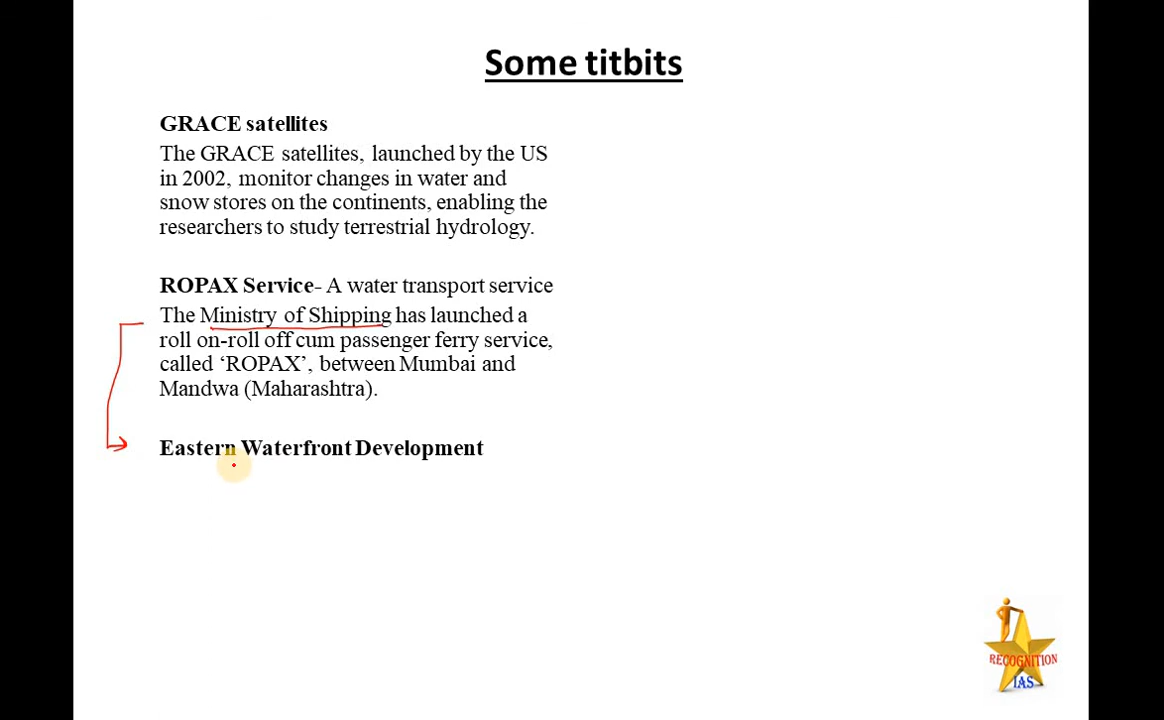 Some titbits
GRACE satellites
The GRACE satellites, launched by the US
in 2002, monitor changes in water and
snow stores on the continents, enabling the
researchers to study terrestrial hydrology.
ROPAX Service- A water transport service
The Ministry of Shipping has launched a
roll on-roll off cum passenger ferry service,
called ‘ROPAX’, between Mumbai and
Mandwa (Maharashtra).
Eastern Waterfront Development
RECOGNITION
IAS